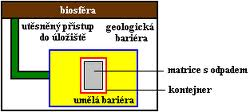 biosféra
utěsněný přístup
do úložiště
geologická
bariéra
matrice s odpadem
kontejner
umělá bariéra